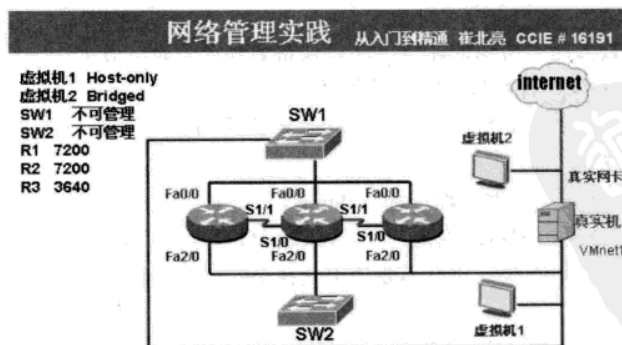 网络管理实践 从入门到精通 崔北亮 CCIE # 16191
虚拟机1 Host-only
虚拟机2 Bridged
SW1 不可管理
SW2 不可管理
R1 7200
R2 7200
R3 3640
internet
SW1
虚拟机2
真实网卡
Fa0/0 Fa0/0 Fa0/0
S1/1 S1/1
真实机
S1/0 S1/0
VMnet1
Fa2/0 Fa2/0 Fa2/0
SW2
虚拟机1